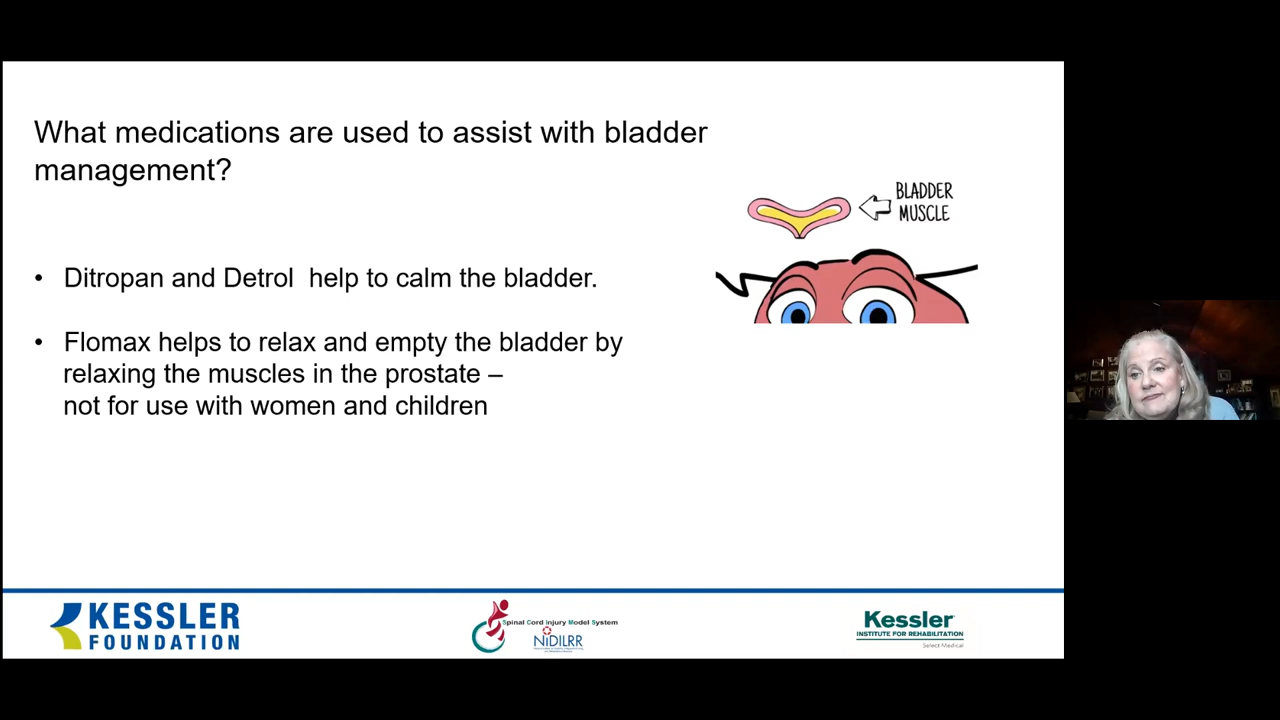 What medications are used to assist with bladder
management?
BLADDER
MUSCLE
• Ditropan and Detrol  help to calm the bladder.
• Flomax helps to relax and empty the bladder by
relaxing the muscles in the prostate –
not for use with women and children
KESSLER
FOUNDATION
Spinal Cord Injury Model System
NIDILRR
Kessler
INSTITUTE FOR REHABILITATION
Select Medical